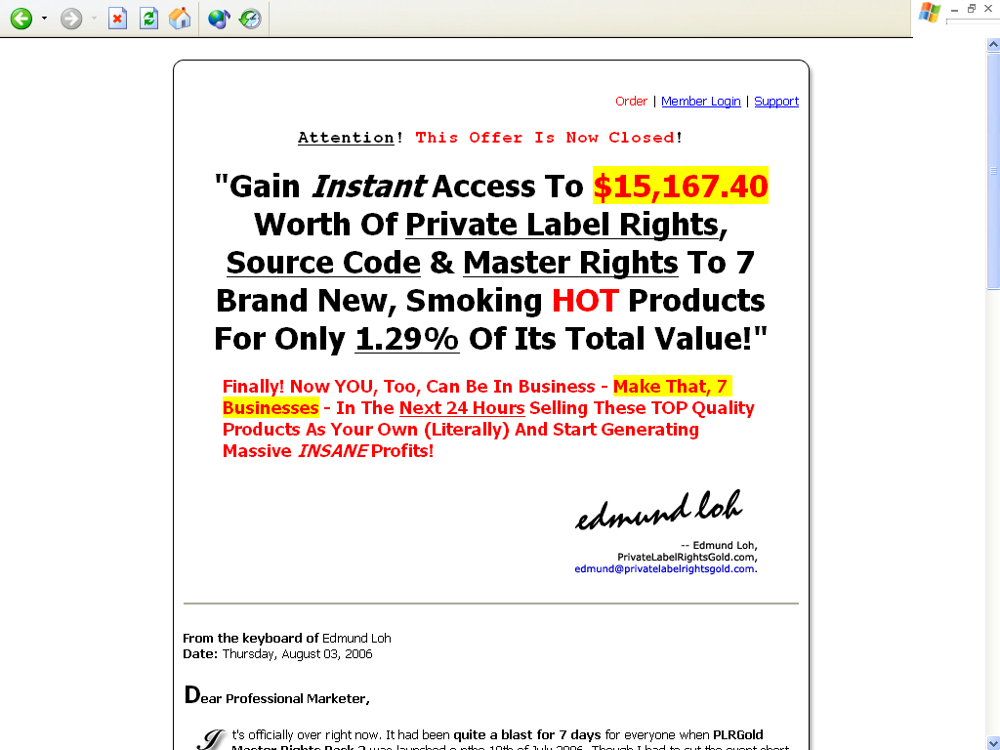 Order | Member Login | Support
Attention! This Offer Is Now Closed!
"Gain Instant Access To $15,167.40
Worth Of Private Label Rights,
Source Code & Master Rights To 7
Brand New, Smoking HOT Products
For Only 1.29% Of Its Total Value!"
Finally! Now YOU, Too, Can Be In Business - Make That, 7
Businesses - In The Next 24 Hours Selling These TOP Quality
Products As Your Own (Literally) And Start Generating
Massive INSANE Profits!
edmund loh
-- Edmund Loh,
PrivateLabelRightsGold.com,
edmund@privatelabelrightsgold.com.
From the keyboard of Edmund Loh
Date: Thursday, August 03, 2006
Dear Professional Marketer,
It's officially over right now. It had been quite a blast for 7 days for everyone when PLRGold
Master Rights Pack 2 was launched o nthe 19th of July 2006. Though I had to cut the event short